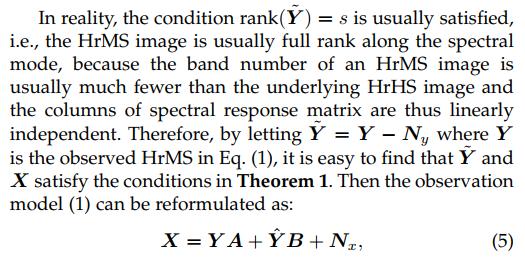 In reality, the condition rank(Ỹ) = s is usually satisfied,
i.e., the HrMS image is usually full rank along the spectral
mode, because the band number of an HrMS image is
usually much fewer than the underlying HrHS image and
the columns of spectral response matrix are thus linearly
independent. Therefore, by letting Ỹ = Y − N_y where Y
is the observed HrMS in Eq. (1), it is easy to find that Ỹ and
X satisfy the conditions in Theorem 1. Then the observation
model (1) can be reformulated as:
X = Y A + Ŷ B + N_x, (5)